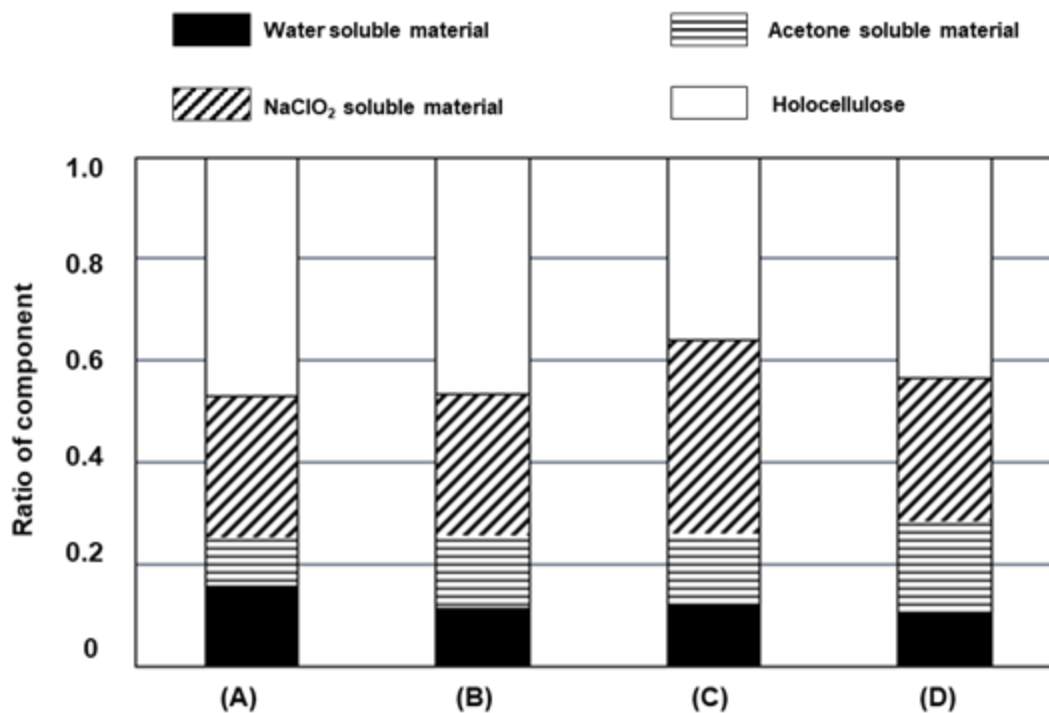 Water soluble material
Acetone soluble material
NaClO₂ soluble material
Holocellulose
Ratio of component
1.0
0.8
0.6
0.4
0.2
0
(A)
(B)
(C)
(D)